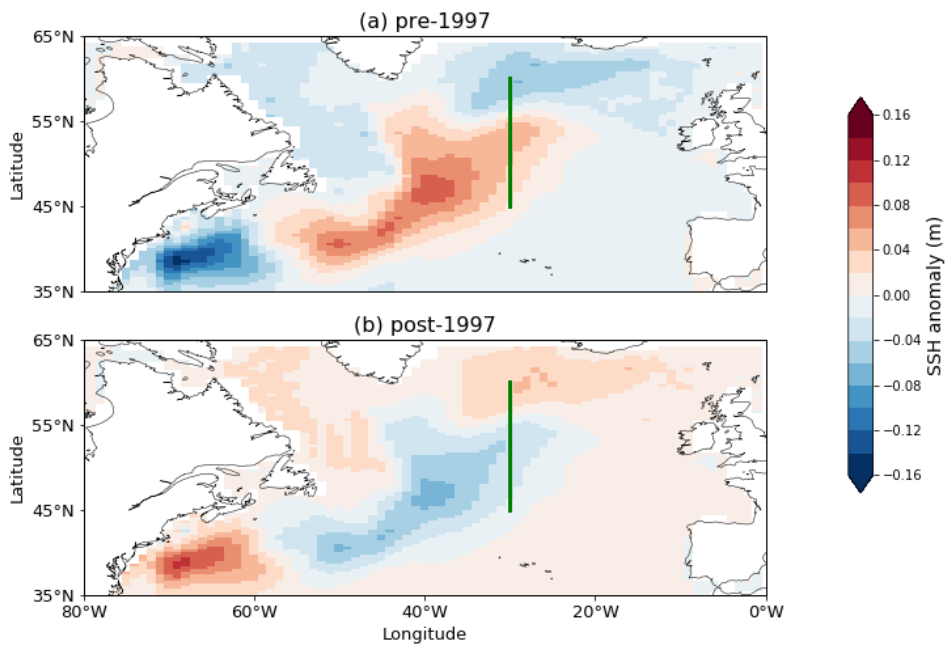 (a) pre-1997
65°N
55°N
45°N
35°N
Latitude
(b) post-1997
65°N
55°N
45°N
35°N
Latitude
80°W 60°W 40°W 20°W 0°W
Longitude
0.16
0.12
0.08
0.04
0.00
−0.04
−0.08
−0.12
−0.16
SSH anomaly (m)